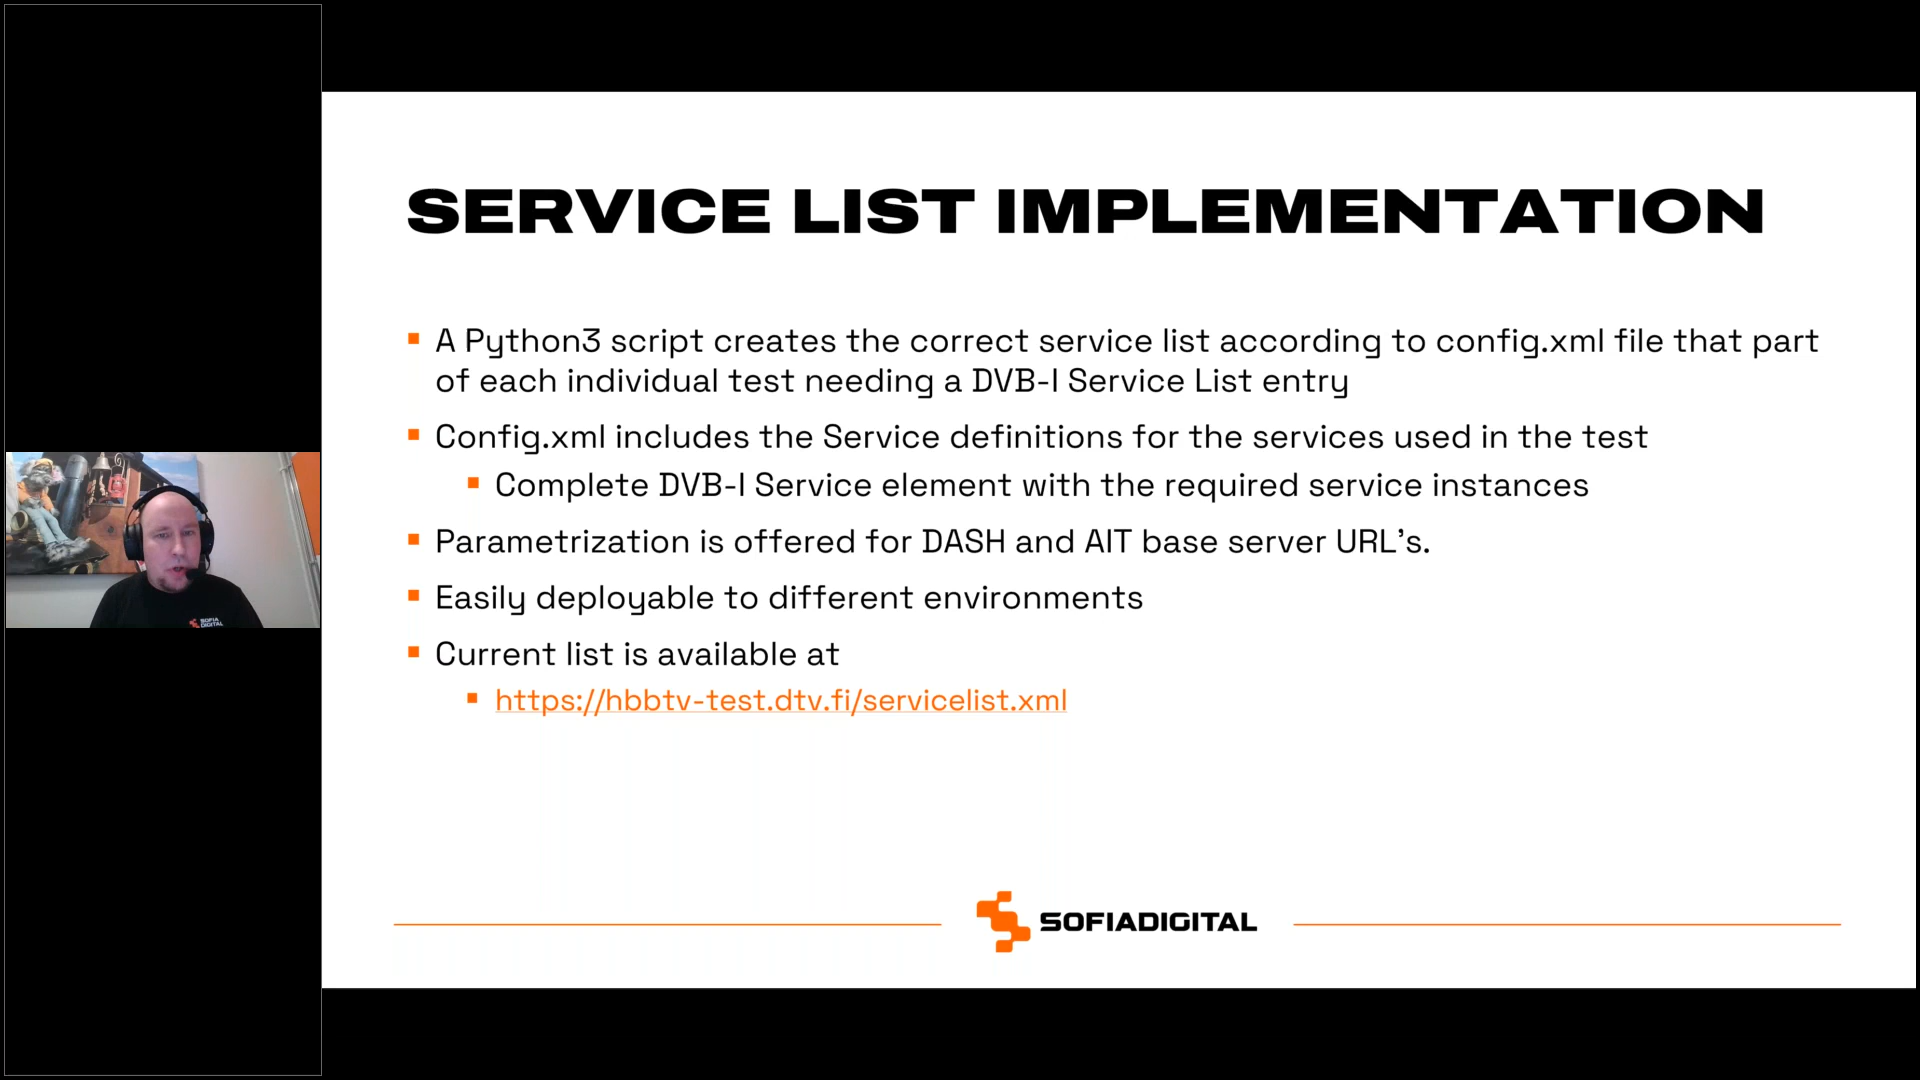 SERVICE LIST IMPLEMENTATION
A Python3 script creates the correct service list according to config.xml file that part
of each individual test needing a DVB-I Service List entry
Config.xml includes the Service definitions for the services used in the test
Complete DVB-I Service element with the required service instances
Parametrization is offered for DASH and AIT base server URL's.
Easily deployable to different environments
Current list is available at
https://hbbtv-test.dtv.fi/servicelist.xml
SOFIA
DIGITAL
SOFIADIGITAL